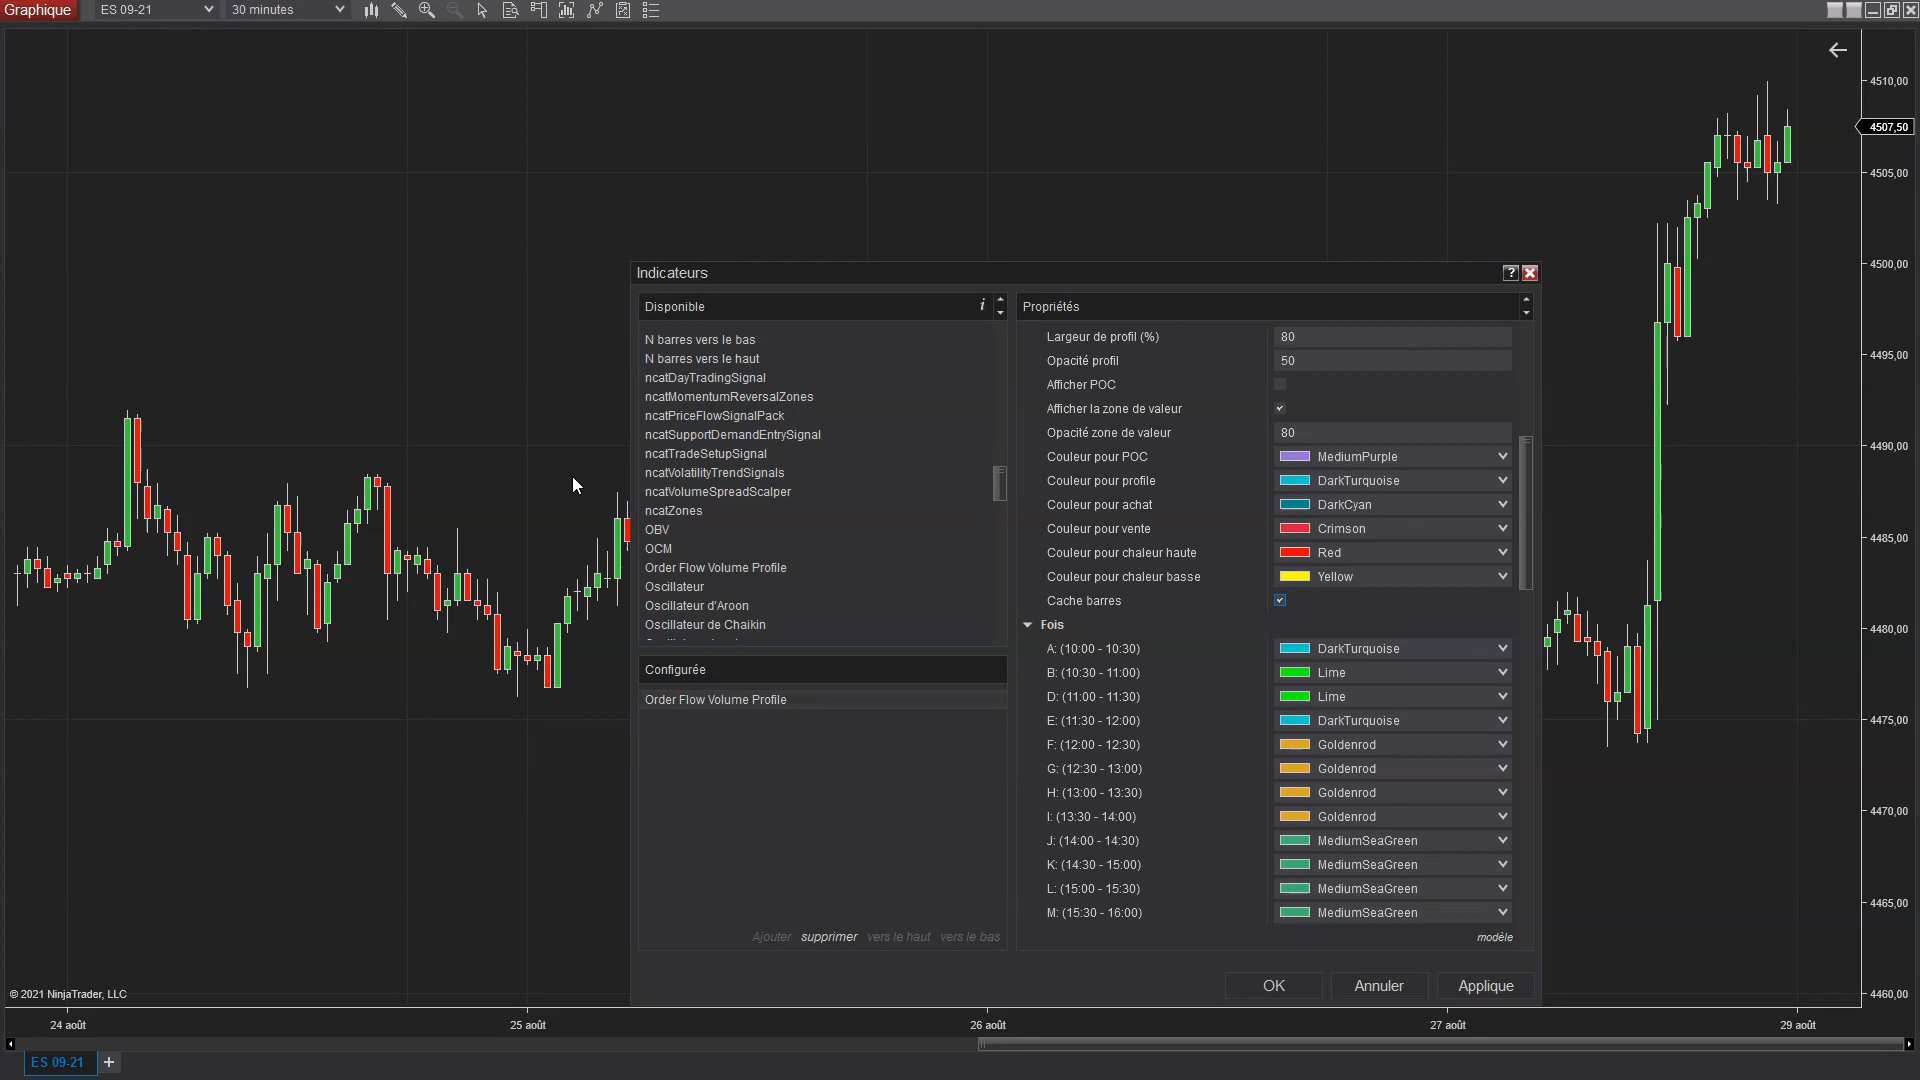 Graphique
ES 09-21
30 minutes
4510,00
4507,50
4505,00
4500,00
4495,00
4490,00
4485,00
4480,00
4475,00
4470,00
4465,00
4460,00
Indicateurs
?
Disponible
i
N barres vers le bas
N barres vers le haut
ncatDayTradingSignal
ncatMomentumReversalZones
ncatPriceFlowSignalPack
ncatSupportDemandEntrySignal
ncatTradeSetupSignal
ncatVolatilityTrendSignals
ncatVolumeSpreadScalper
ncatZones
OBV
OCM
Order Flow Volume Profile
Oscillateur
Oscillateur d'Aroon
Oscillateur de Chaikin
Configurée
Order Flow Volume Profile
Ajouter supprimer vers le haut vers le bas
Propriétés
Largeur de profil (%) 80
Opacité profil 50
Afficher POC
Afficher la zone de valeur
Opacité zone de valeur 80
Couleur pour POC MediumPurple
Couleur pour profile DarkTurquoise
Couleur pour achat DarkCyan
Couleur pour vente Crimson
Couleur pour chaleur haute Red
Couleur pour chaleur basse Yellow
Cache barres
Fois
A: (10:00 - 10:30) DarkTurquoise
B: (10:30 - 11:00) Lime
D: (11:00 - 11:30) Lime
E: (11:30 - 12:00) DarkTurquoise
F: (12:00 - 12:30) Goldenrod
G: (12:30 - 13:00) Goldenrod
H: (13:00 - 13:30) Goldenrod
I: (13:30 - 14:00) Goldenrod
J: (14:00 - 14:30) MediumSeaGreen
K: (14:30 - 15:00) MediumSeaGreen
L: (15:00 - 15:30) MediumSeaGreen
M: (15:30 - 16:00) MediumSeaGreen
modèle
OK
Annuler
Applique
© 2021 NinjaTrader, LLC
24 août
25 août
26 août
27 août
29 août
ES 09-21
+